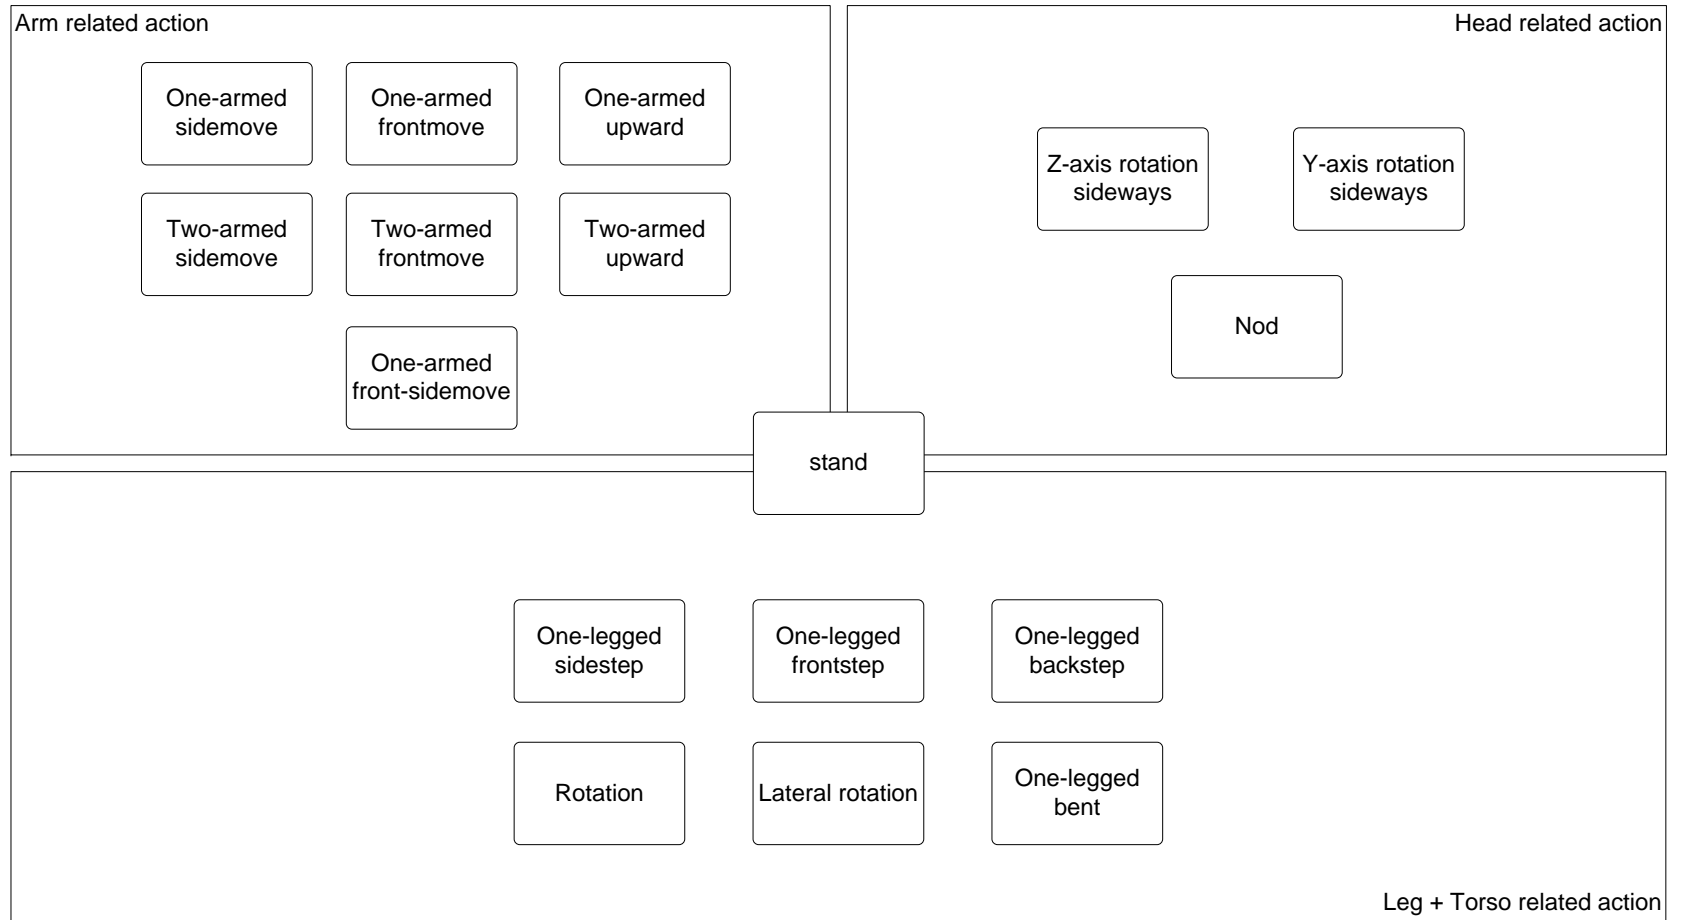 Arm related action
Head related action
One-armed
sidemove
One-armed
frontmove
One-armed
upward
Two-armed
sidemove
Two-armed
frontmove
Two-armed
upward
One-armed
front-sidemove
Z-axis rotation
sideways
Y-axis rotation
sideways
Nod
stand
One-legged
sidestep
One-legged
frontstep
One-legged
backstep
Rotation
Lateral rotation
One-legged
bent
Leg + Torso related action